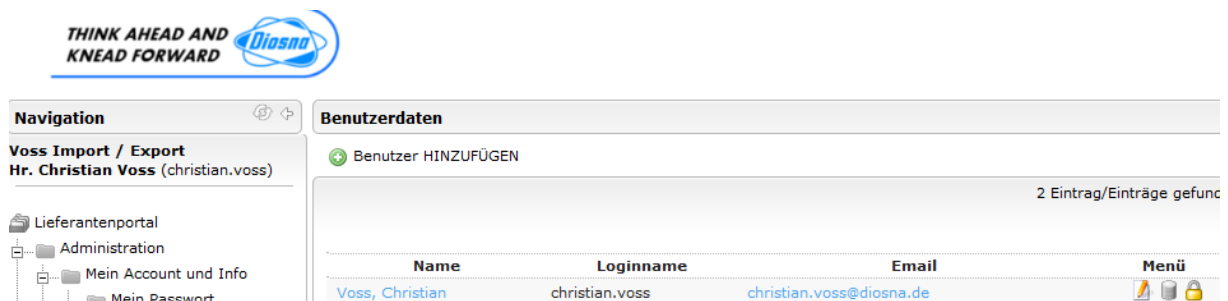 THINK AHEAD AND
KNEAD FORWARD
Diosna
Navigation
Voss Import / Export
Hr. Christian Voss (christian.voss)
Lieferantenportal
Administration
Mein Account und Info
Mein Passwort
Benutzerdaten
Benutzer HINZUFÜGEN
2 Eintrag/Einträge gefunc
Name Loginname Email Menü
Voss, Christian christian.voss christian.voss@diosna.de